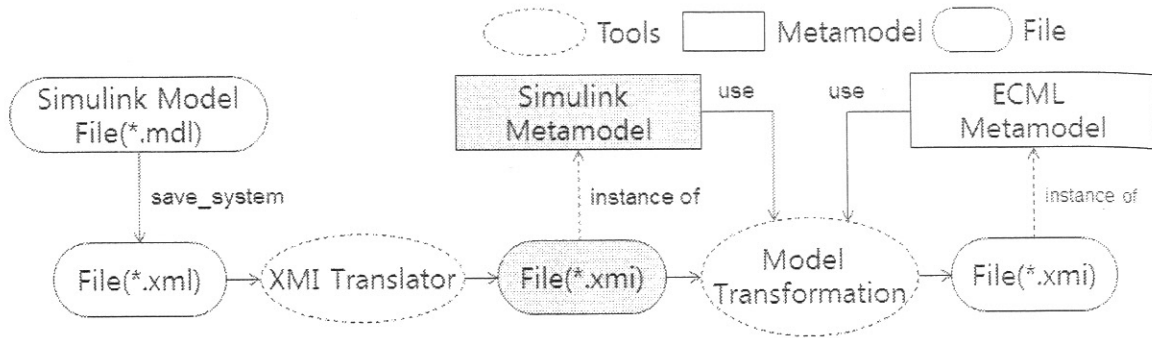 Tools
Metamodel
File
Simulink Model
File(*.mdl)
Simulink
Metamodel
use
use
ECML
Metamodel
save_system
instance of
instance of
File(*.xml)
XMI Translator
File(*.xmi)
Model
Transformation
File(*.xmi)